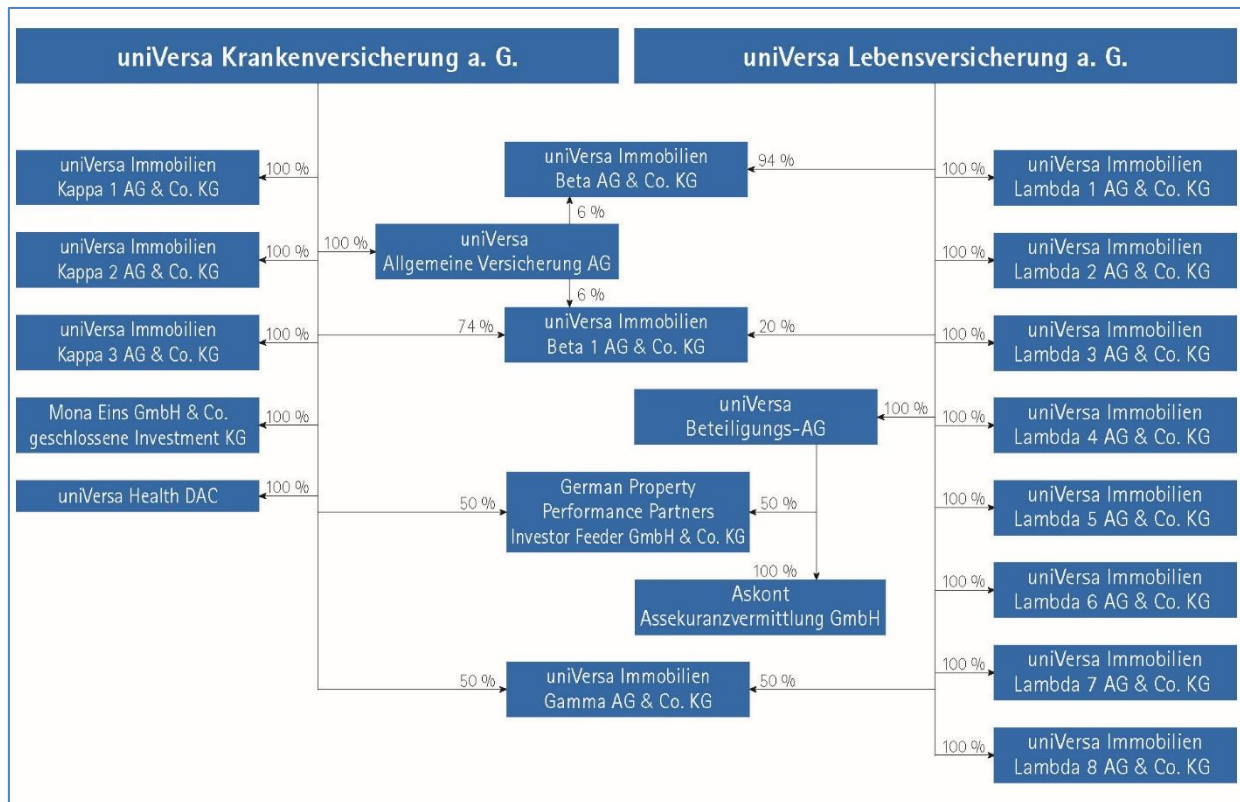 uniVersa Krankenversicherung a. G.
uniVersa Lebensversicherung a. G.
100 %
uniVersa Immobilien
Kappa 1 AG & Co. KG
uniVersa Immobilien
Beta AG & Co. KG
94 %
100 %
uniVersa Immobilien
Lambda 1 AG & Co. KG
6 %
uniVersa Immobilien
Kappa 2 AG & Co. KG
100 %
100 %
uniVersa
Allgemeine Versicherung AG
100 %
uniVersa Immobilien
Lambda 2 AG & Co. KG
6 %
uniVersa Immobilien
Kappa 3 AG & Co. KG
100 %
74 %
uniVersa Immobilien
Beta 1 AG & Co. KG
20 %
100 %
uniVersa Immobilien
Lambda 3 AG & Co. KG
Mona Eins GmbH & Co.
geschlossene Investment KG
100 %
uniVersa
Beteiligungs-AG
100 %
100 %
uniVersa Immobilien
Lambda 4 AG & Co. KG
uniVersa Health DAC
100 %
50 %
German Property
Performance Partners
Investor Feeder GmbH & Co. KG
50 %
100 %
uniVersa Immobilien
Lambda 5 AG & Co. KG
100 %
Askont
Assekuranzvermittlung GmbH
100 %
uniVersa Immobilien
Lambda 6 AG & Co. KG
50 %
uniVersa Immobilien
Gamma AG & Co. KG
50 %
100 %
uniVersa Immobilien
Lambda 7 AG & Co. KG
100 %
uniVersa Immobilien
Lambda 8 AG & Co. KG